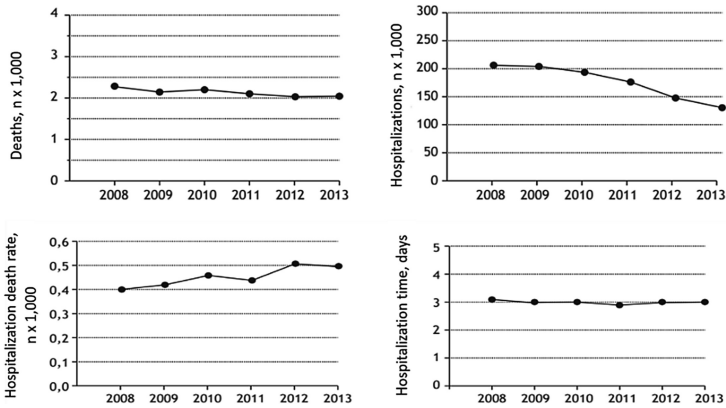 Deaths, n x 1,000
4
3
2
1
0
2008 2009 2010 2011 2012 2013
Hospitalizations, n x 1,000
300
250
200
150
100
50
0
2008 2009 2010 2011 2012 2013
Hospitalization death rate,
n x 1,000
0,6
0,5
0,4
0,3
0,2
0,1
0,0
2008 2009 2010 2011 2012 2013
Hospitalization time, days
5
4
3
2
1
0
2008 2009 2010 2011 2012 2013